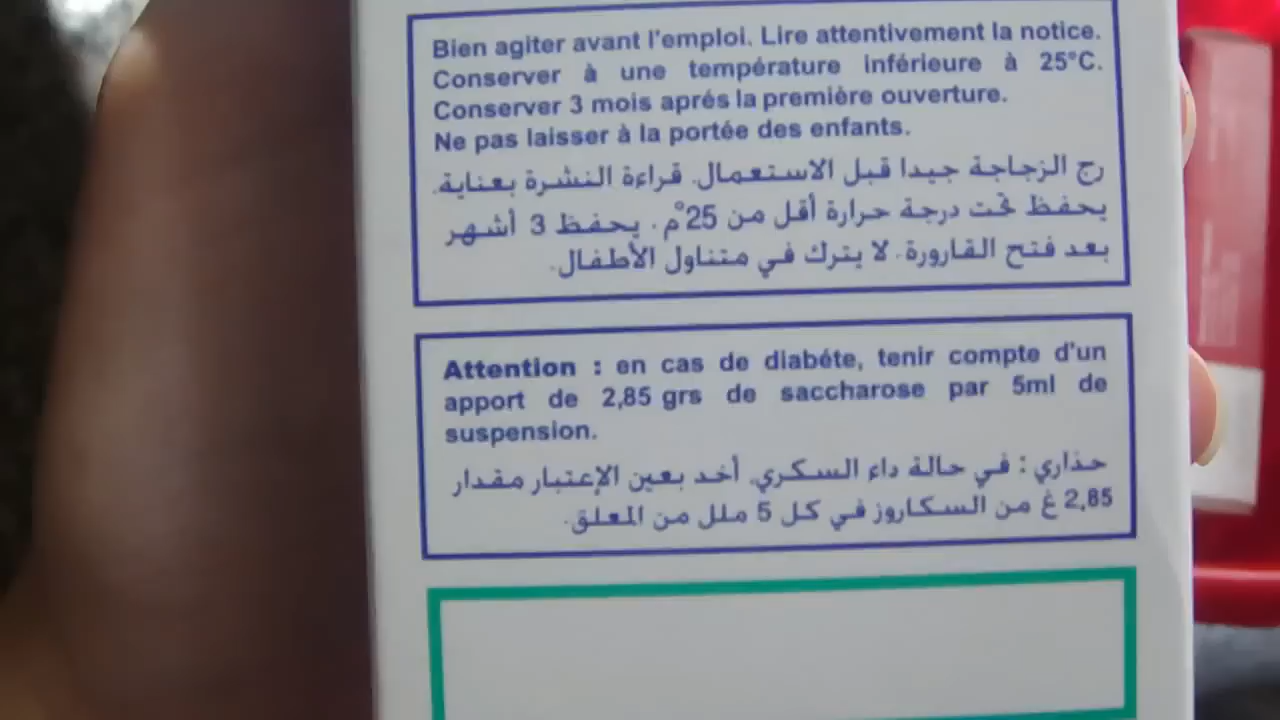 Bien agiter avant l'emploi. Lire attentivement la notice.
Conserver à une température inférieure à 25°C.
Conserver 3 mois aprés la première ouverture.
Ne pas laisser à la portée des enfants.
رج الزجاجة جيدا قبل الاستعمال. قراءة النشرة بعناية.
يحفظ تحت درجة حرارة أقل من 25°م. يحفظ 3 أشهر
بعد فتح القارورة. لا يترك في متناول الأطفال.
Attention : en cas de diabéte, tenir compte d'un
apport de 2,85 grs de saccharose par 5ml de
suspension.
حذاري : في حالة داء السكري، أخد بعين الإعتبار مقدار
2,85 غ من السكاروز في كل 5 ملل من المعلق.